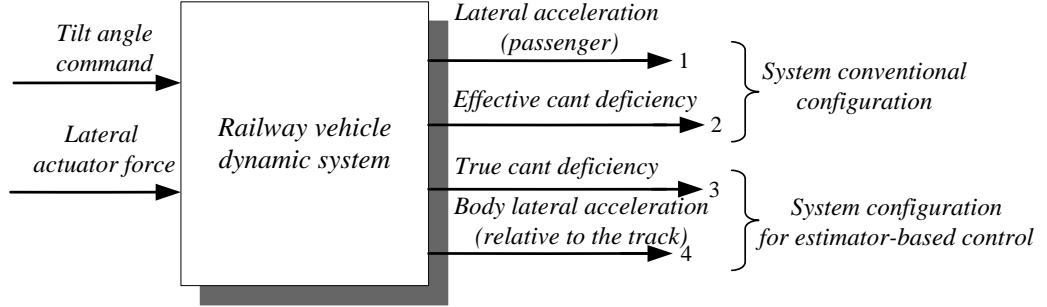 Tilt angle
command
Lateral
actuator force
Railway vehicle
dynamic system
Lateral acceleration
(passenger)
1
Effective cant deficiency
2
True cant deficiency
3
Body lateral acceleration
(relative to the track)
4
System conventional
configuration
System configuration
for estimator-based control